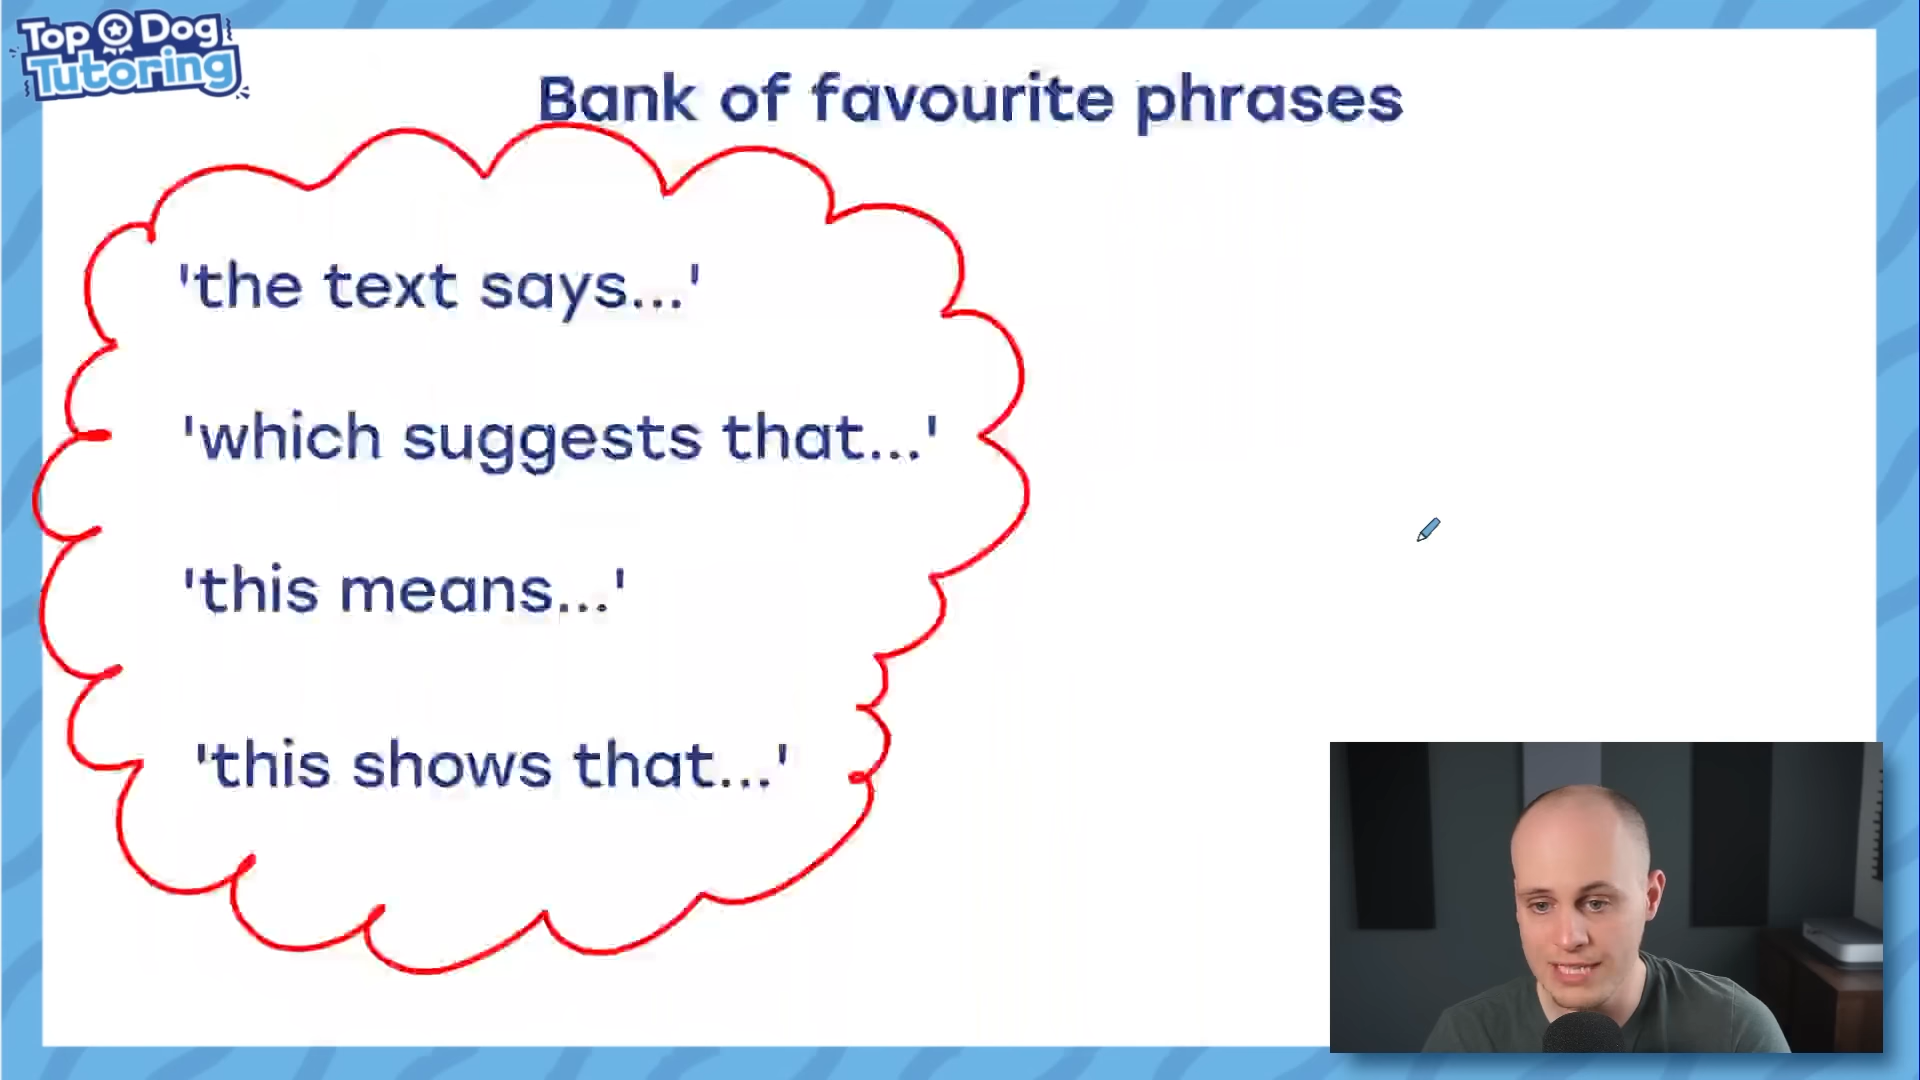 Top Dog
Tutoring
Bank of favourite phrases
'the text says...'
'which suggests that...'
'this means...'
'this shows that...'